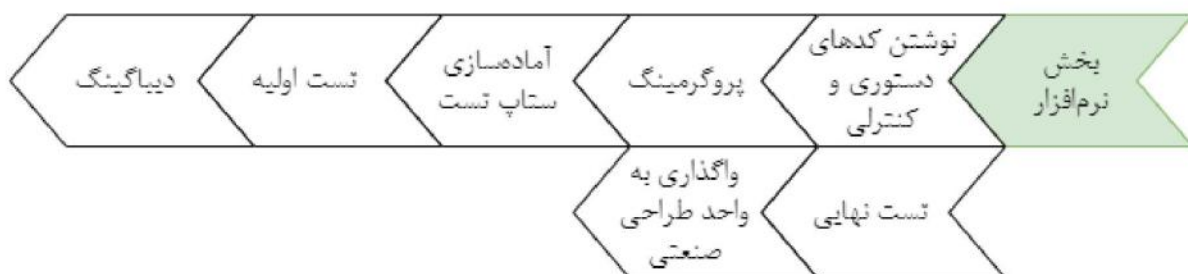 بخش
نرم‌افزار
نوشتن کدهای
دستوری و
کنترلی
پروگرمینگ
آماده‌سازی
ستاپ تست
تست اولیه
دیباگینگ
تست نهایی
واگذاری به
واحد طراحی
صنعتی